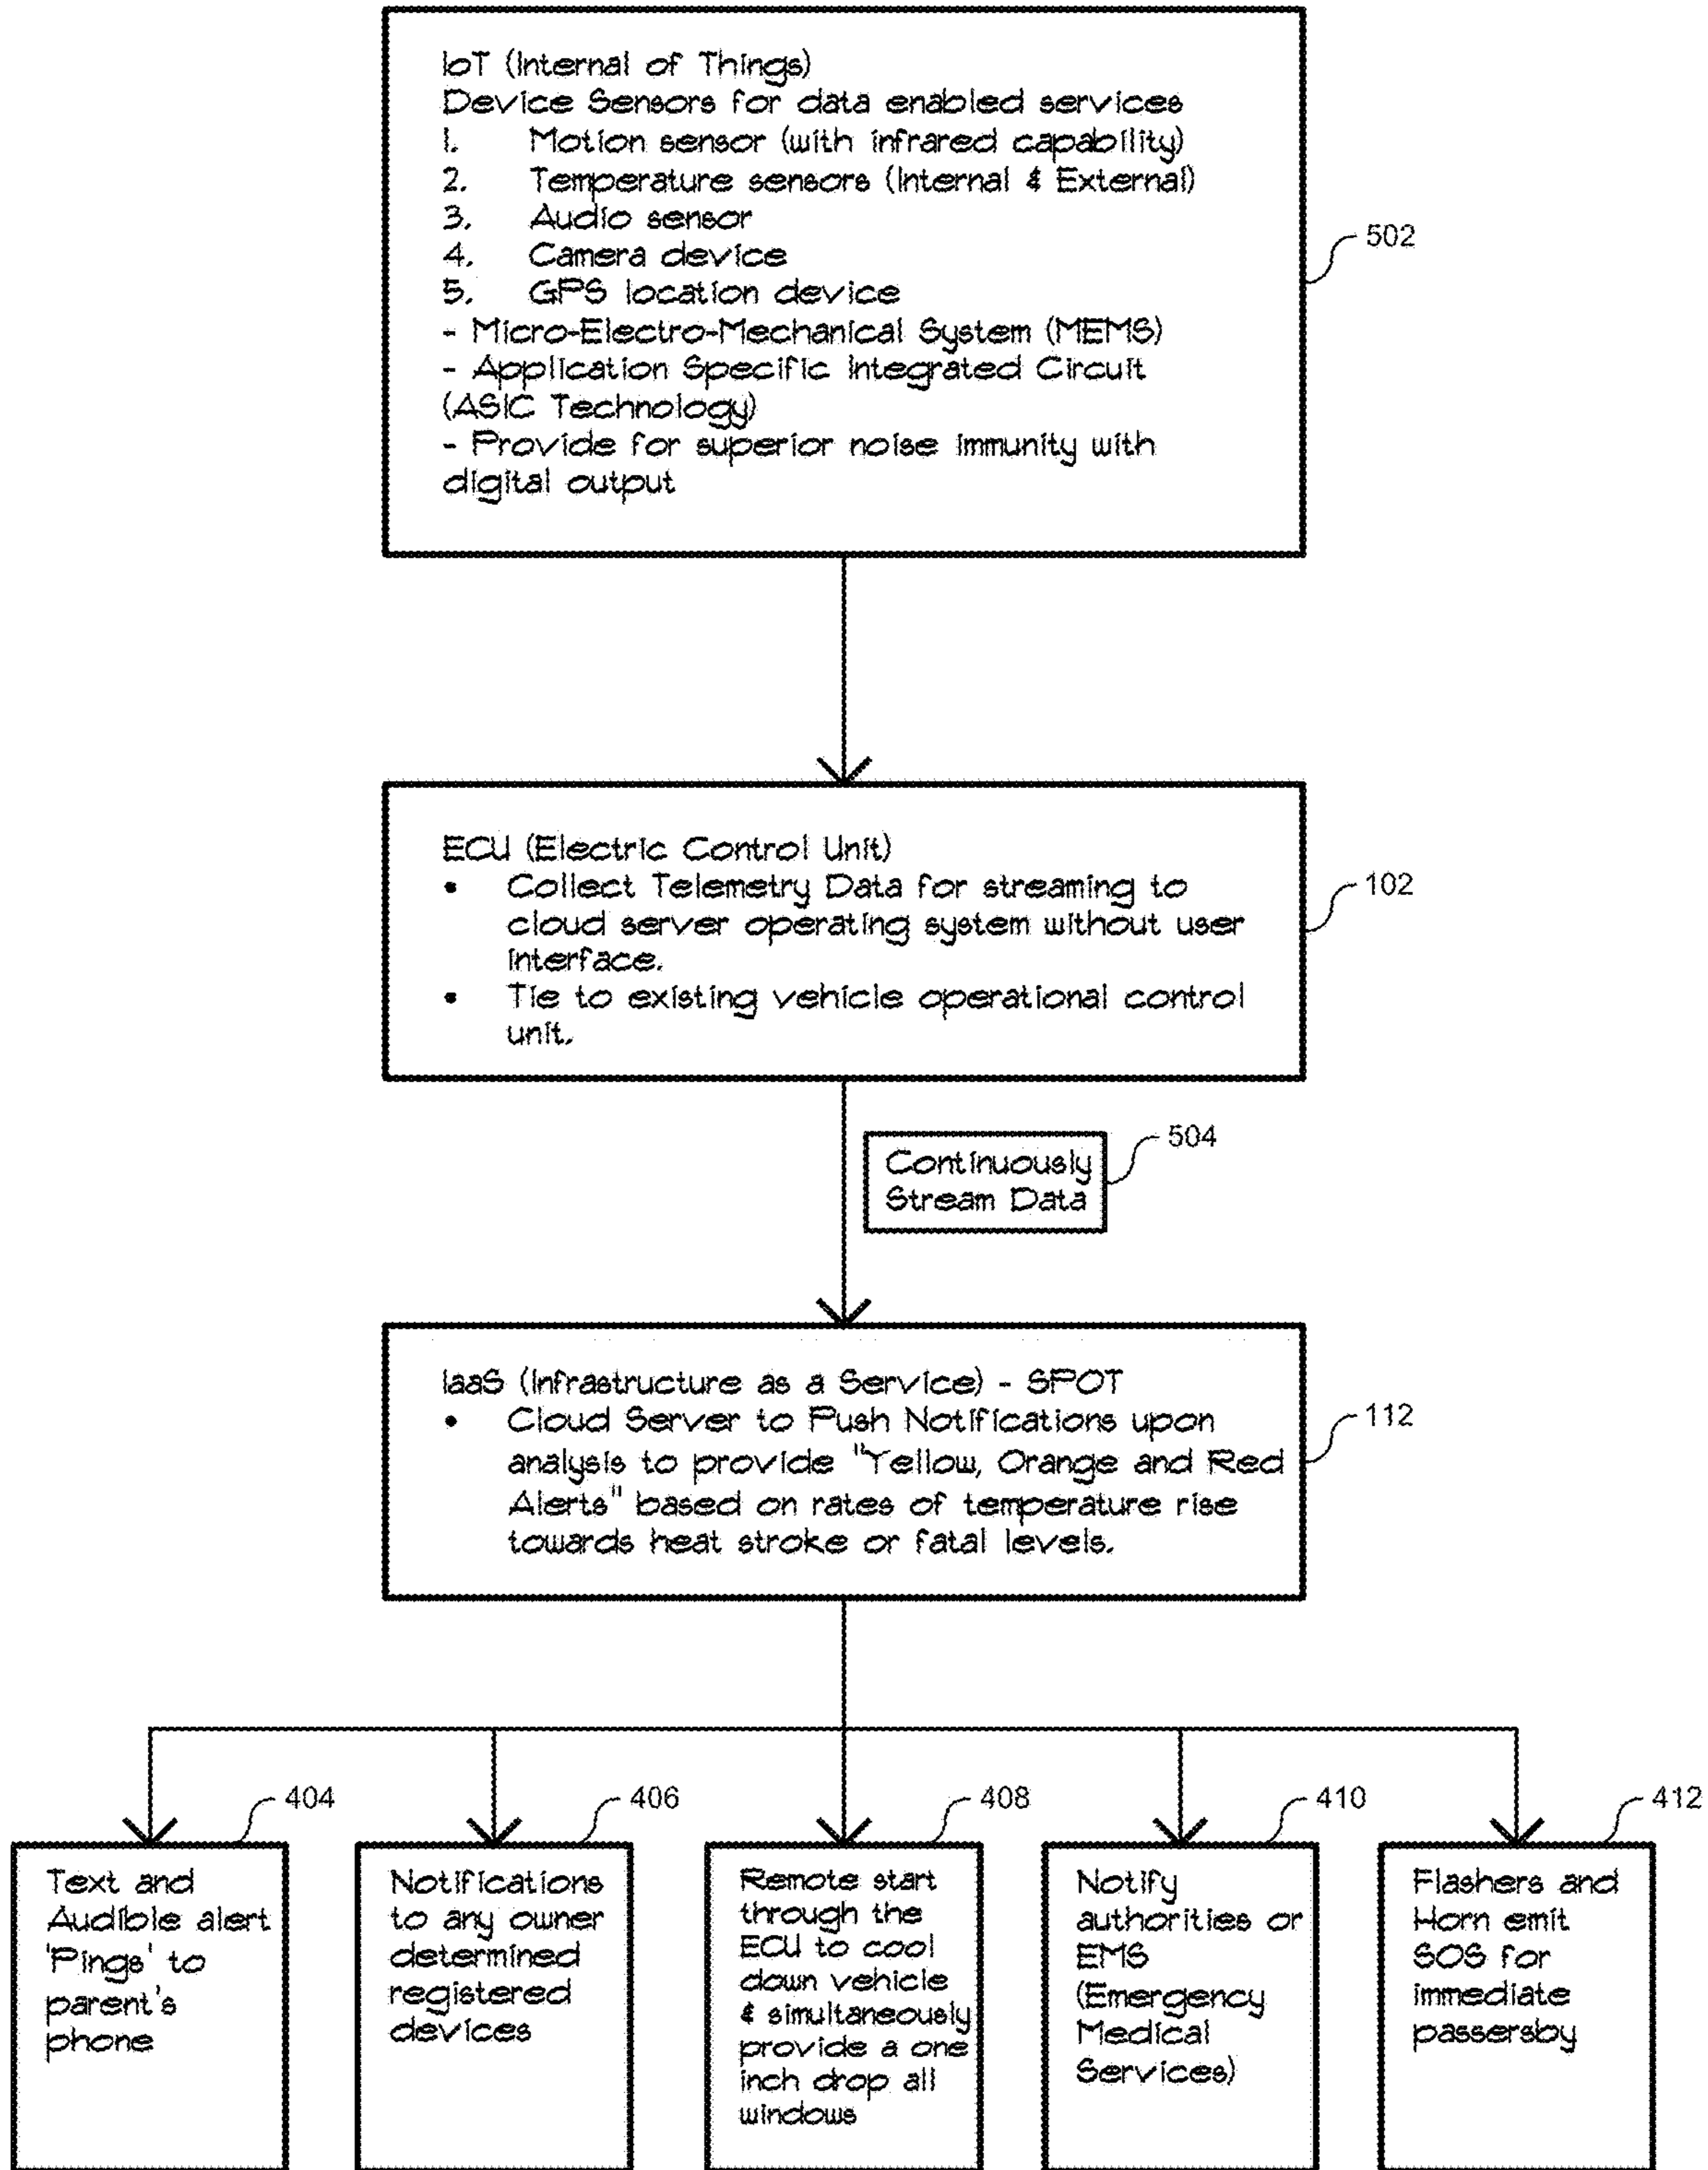 IoT (Internal of Things)
Device Sensors for data enabled services
1. Motion sensor (with infrared capability)
2. Temperature sensors (Internal & External)
3. Audio sensor
4. Camera device
5. GPS location device
- Micro-Electro-Mechanical System (MEMS)
- Application Specific Integrated Circuit
(ASIC Technology)
- Provide for superior noise immunity with
digital output
502
ECU (Electric Control Unit)
• Collect Telemetry Data for streaming to
cloud server operating system without user
interface.
• Tie to existing vehicle operational control
unit.
102
Continuously
Stream Data
504
IaaS (Infrastructure as a Service) - SPOT
• Cloud Server to Push Notifications upon
analysis to provide "Yellow, Orange and Red
Alerts" based on rates of temperature rise
towards heat stroke or fatal levels.
112
404
Text and
Audible alert
'Pings' to
parent's
phone
406
Notifications
to any owner
determined
registered
devices
408
Remote start
through the
ECU to cool
down vehicle
& simultaneously
provide a one
inch drop all
windows
410
Notify
authorities or
EMS
(Emergency
Medical
Services)
412
Flashers and
Horn emit
SOS for
immediate
passersby